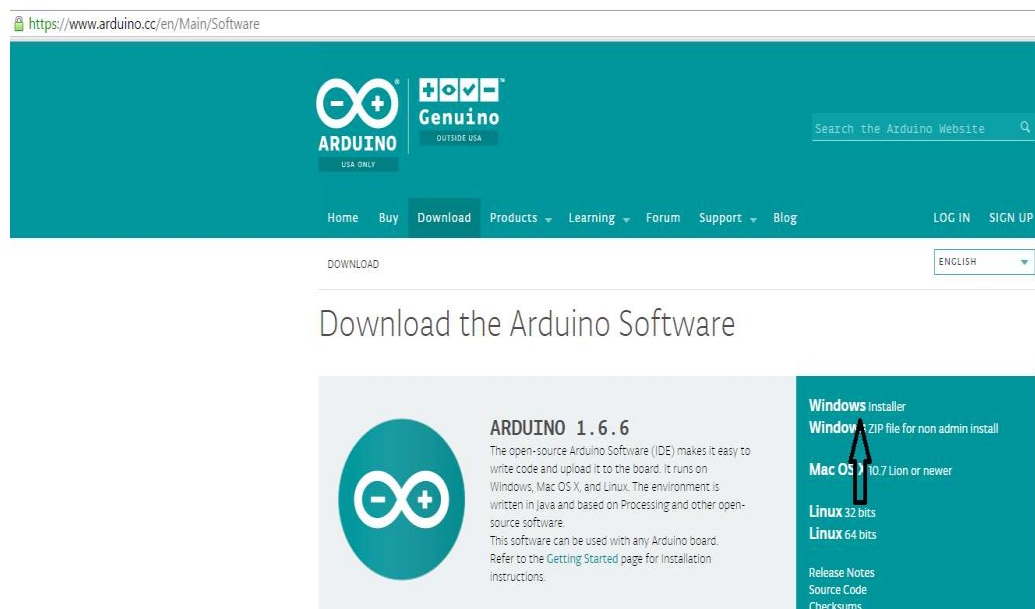 https://www.arduino.cc/en/Main/Software
ARDUINO
USA ONLY
Genuino
OUTSIDE USA
Search the Arduino Website
Home Buy Download Products Learning Forum Support Blog LOG IN SIGN UP
DOWNLOAD
ENGLISH
Download the Arduino Software
ARDUINO 1.6.6
The open-source Arduino Software (IDE) makes it easy to
write code and upload it to the board. It runs on
Windows, Mac OS X, and Linux. The environment is
written in Java and based on Processing and other open-
source software.
This software can be used with any Arduino board.
Refer to the Getting Started page for Installation
instructions.
Windows Installer
Windows ZIP file for non admin install
Mac OS X 10.7 Lion or newer
Linux 32 bits
Linux 64 bits
Release Notes
Source Code
Checksums